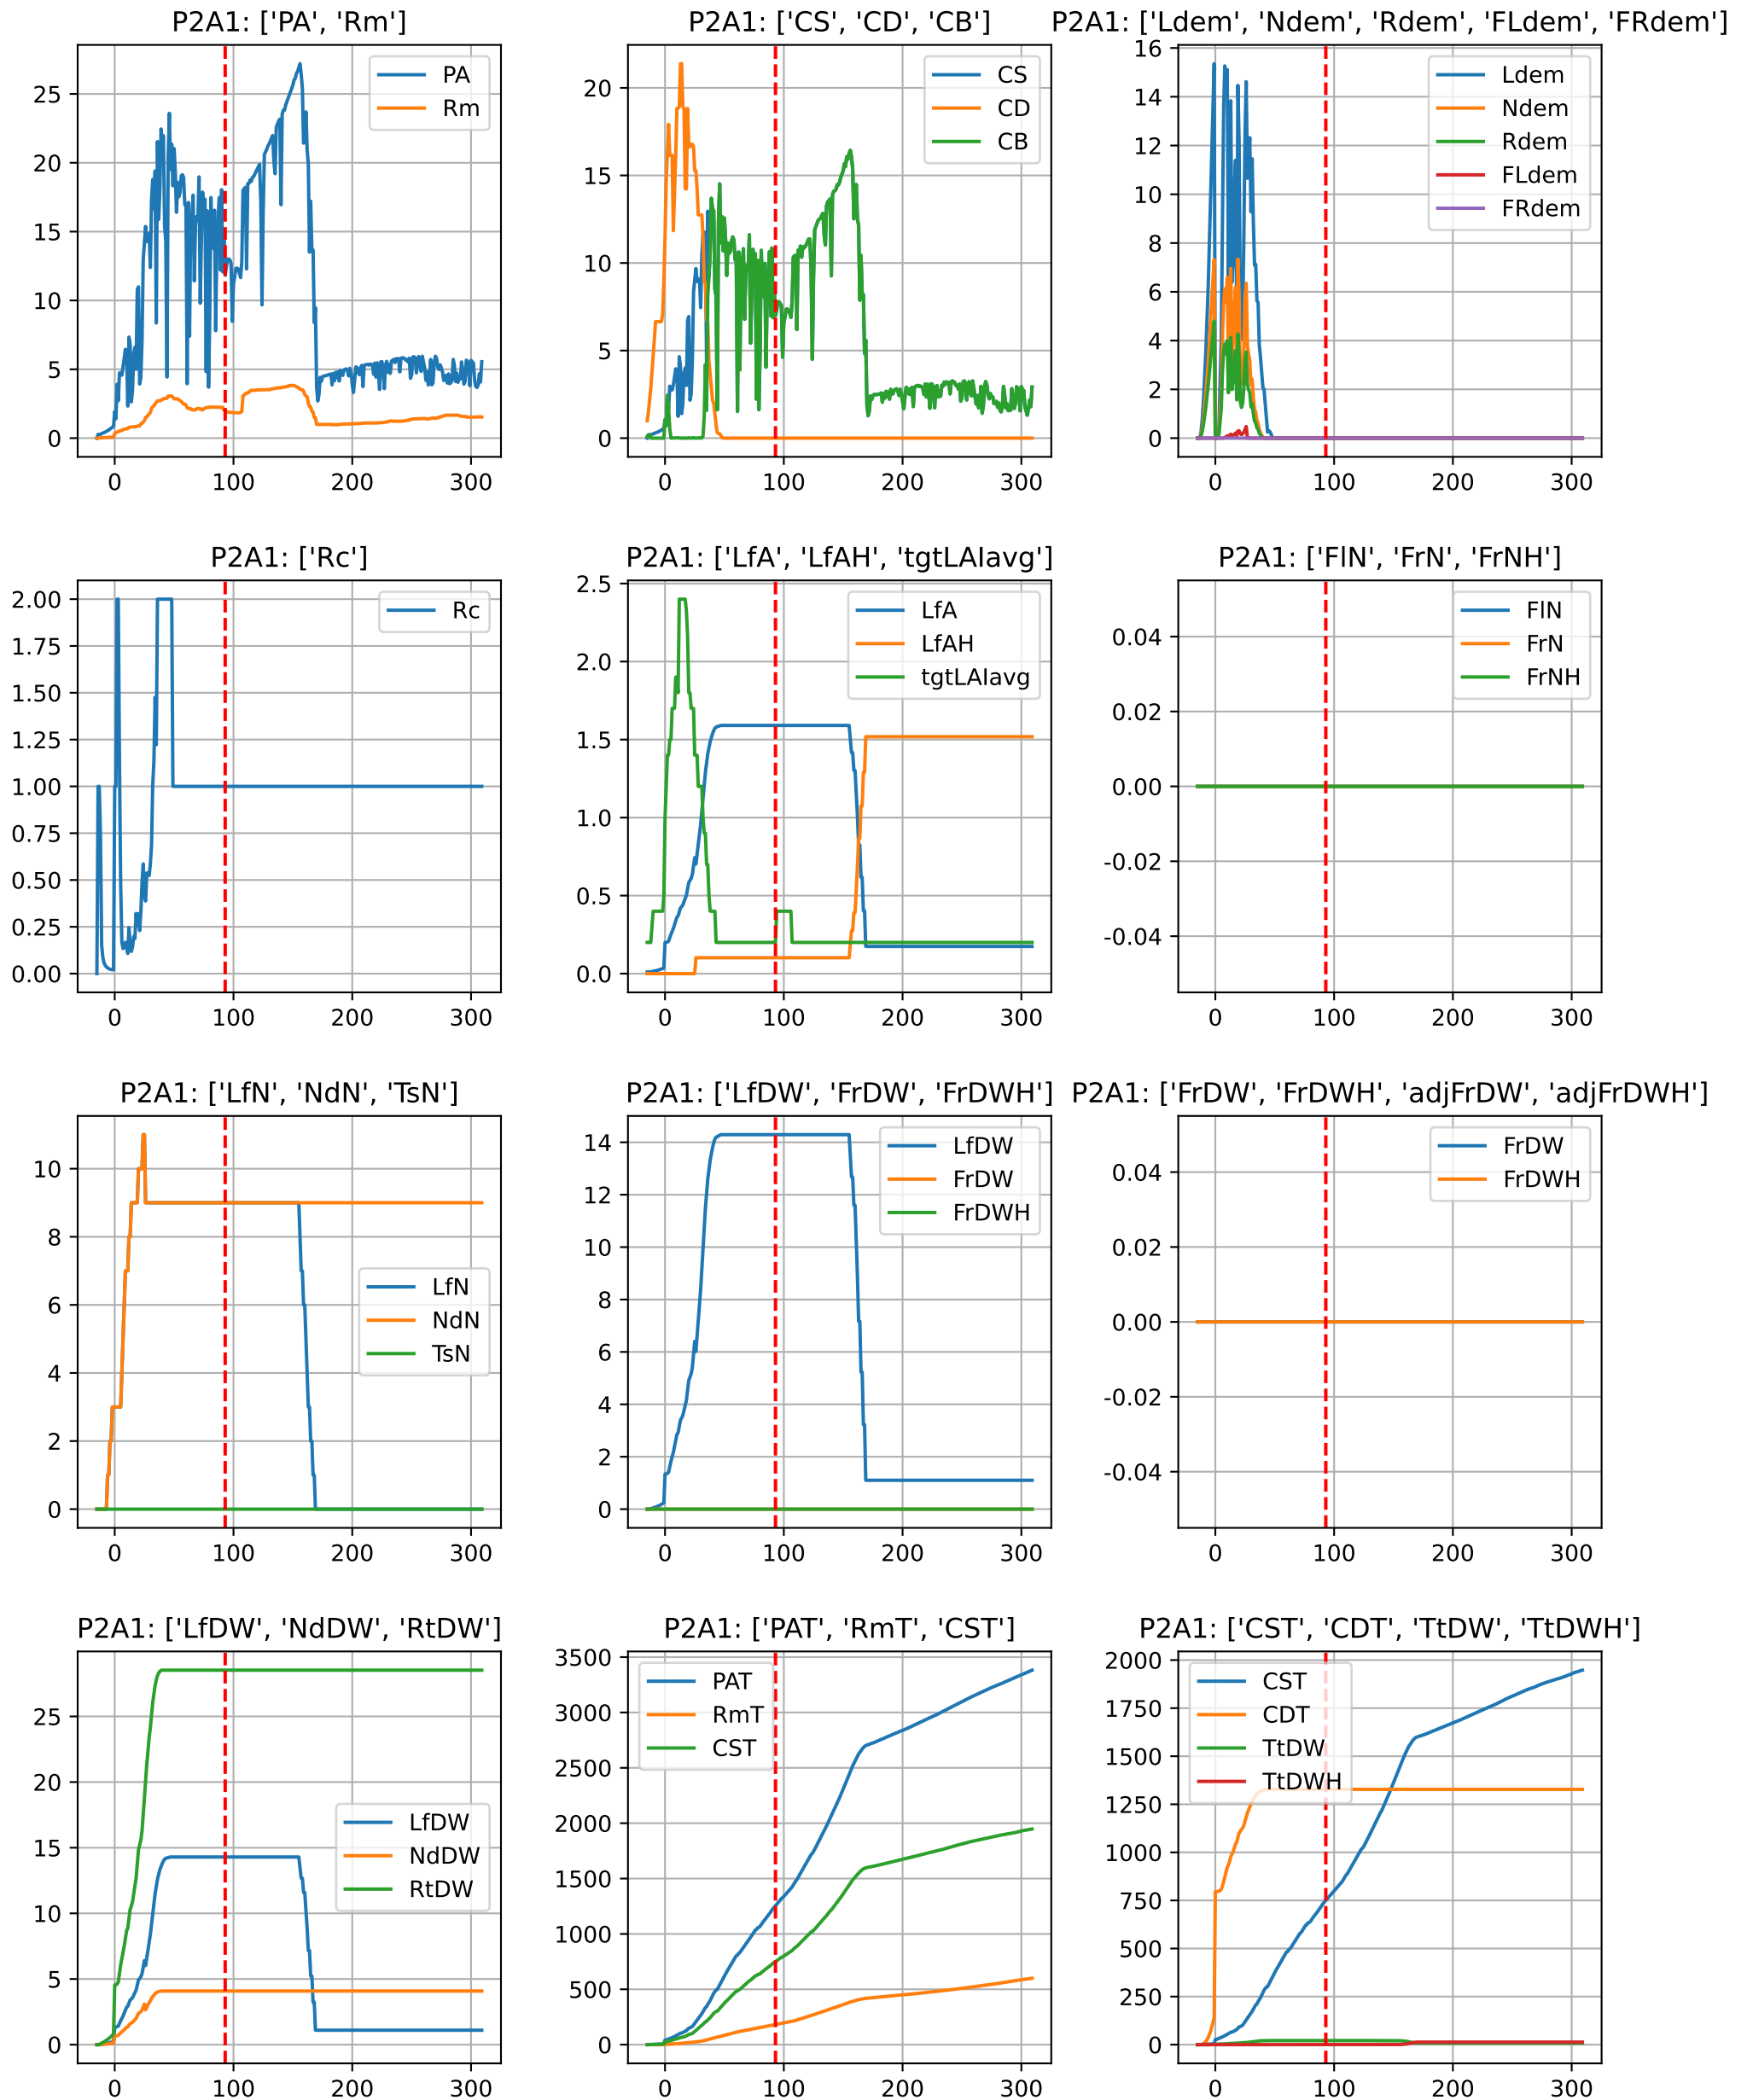 P2A1: ['PA', 'Rm']
PA
Rm
25
20
15
10
5
0
0 100 200 300
P2A1: ['CS', 'CD', 'CB']
CS
CD
CB
20
15
10
5
0
0 100 200 300
P2A1: ['Ldem', 'Ndem', 'Rdem', 'FLdem', 'FRdem']
Ldem
Ndem
Rdem
FLdem
FRdem
16
14
12
10
8
6
4
2
0
0 100 200 300
P2A1: ['Rc']
Rc
2.00
1.75
1.50
1.25
1.00
0.75
0.50
0.25
0.00
0 100 200 300
P2A1: ['LfA', 'LfAH', 'tgtLAIavg']
LfA
LfAH
tgtLAIavg
2.5
2.0
1.5
1.0
0.5
0.0
0 100 200 300
P2A1: ['FlN', 'FrN', 'FrNH']
FlN
FrN
FrNH
0.04
0.02
0.00
-0.02
-0.04
0 100 200 300
P2A1: ['LfN', 'NdN', 'TsN']
LfN
NdN
TsN
10
8
6
4
2
0
0 100 200 300
P2A1: ['LfDW', 'FrDW', 'FrDWH']
LfDW
FrDW
FrDWH
14
12
10
8
6
4
2
0
0 100 200 300
P2A1: ['FrDW', 'FrDWH', 'adjFrDW', 'adjFrDWH']
FrDW
FrDWH
0.04
0.02
0.00
-0.02
-0.04
0 100 200 300
P2A1: ['LfDW', 'NdDW', 'RtDW']
LfDW
NdDW
RtDW
25
20
15
10
5
0
0 100 200 300
P2A1: ['PAT', 'RmT', 'CST']
PAT
RmT
CST
3500
3000
2500
2000
1500
1000
500
0
0 100 200 300
P2A1: ['CST', 'CDT', 'TtDW', 'TtDWH']
CST
CDT
TtDW
TtDWH
2000
1750
1500
1250
1000
750
500
250
0
0 100 200 300